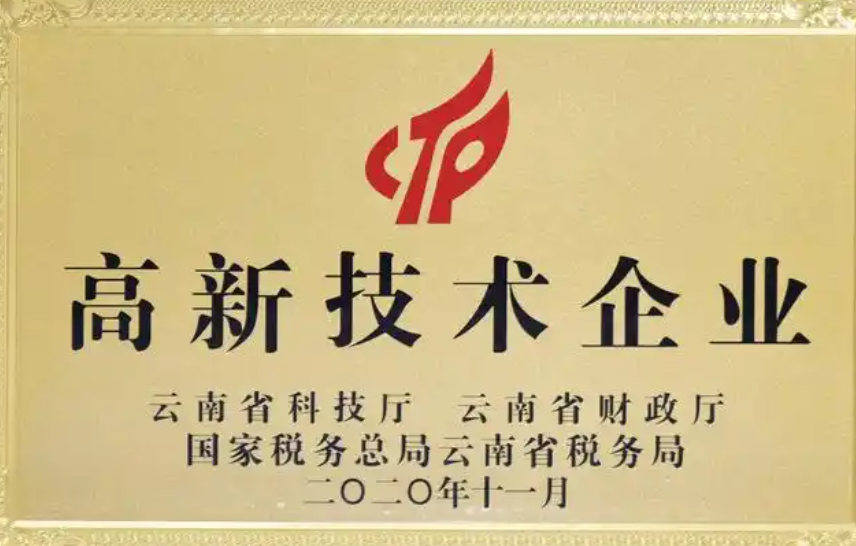 CTP
高新技术企业
云南省科技厅 云南省财政厅
国家税务总局云南省税务局
二〇二〇年十一月